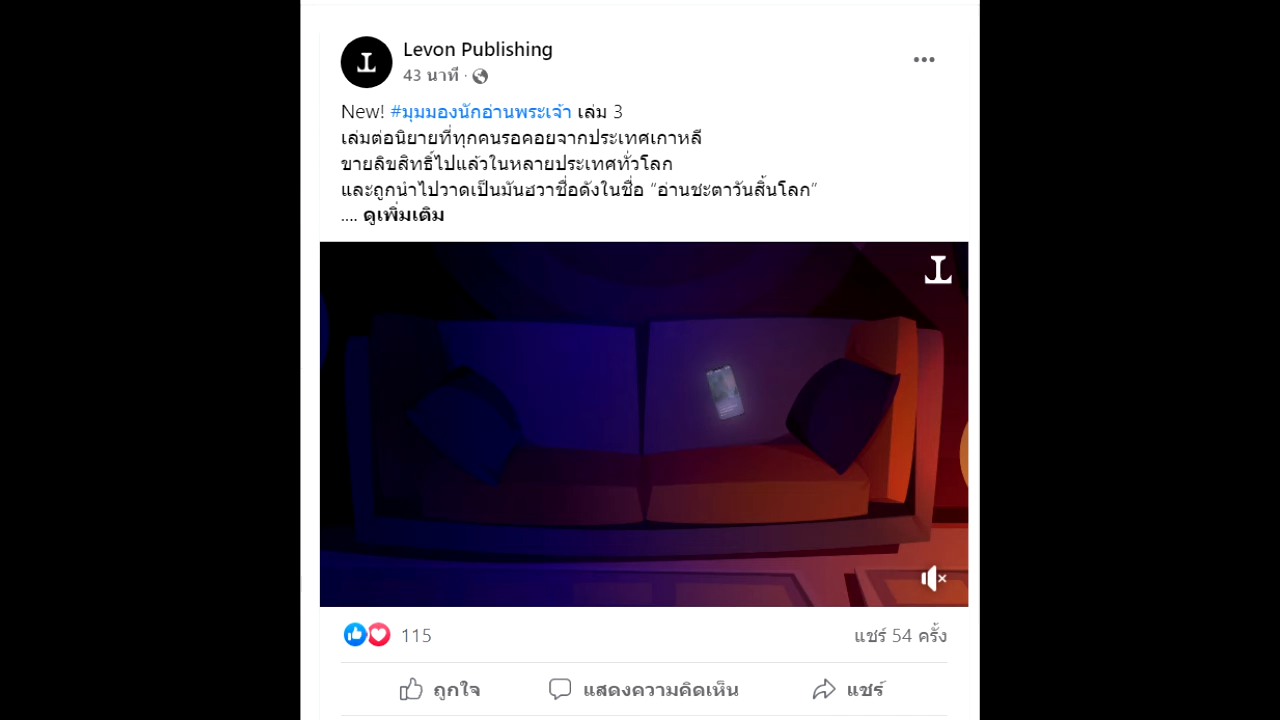 Levon Publishing
43 นาที ·
New! #มุมมองนักอ่านพระเจ้า เล่ม 3
เล่มต่อนิยายที่ทุกคนรอคอยจากประเทศเกาหลี
ขายลิขสิทธิ์ไปแล้วในหลายประเทศทั่วโลก
และถูกนำไปวาดเป็นมันฮวาชื่อดังในชื่อ “อ่านชะตาวันสิ้นโลก”
.... ดูเพิ่มเติม
115
แชร์ 54 ครั้ง
ถูกใจ
แสดงความคิดเห็น
แชร์